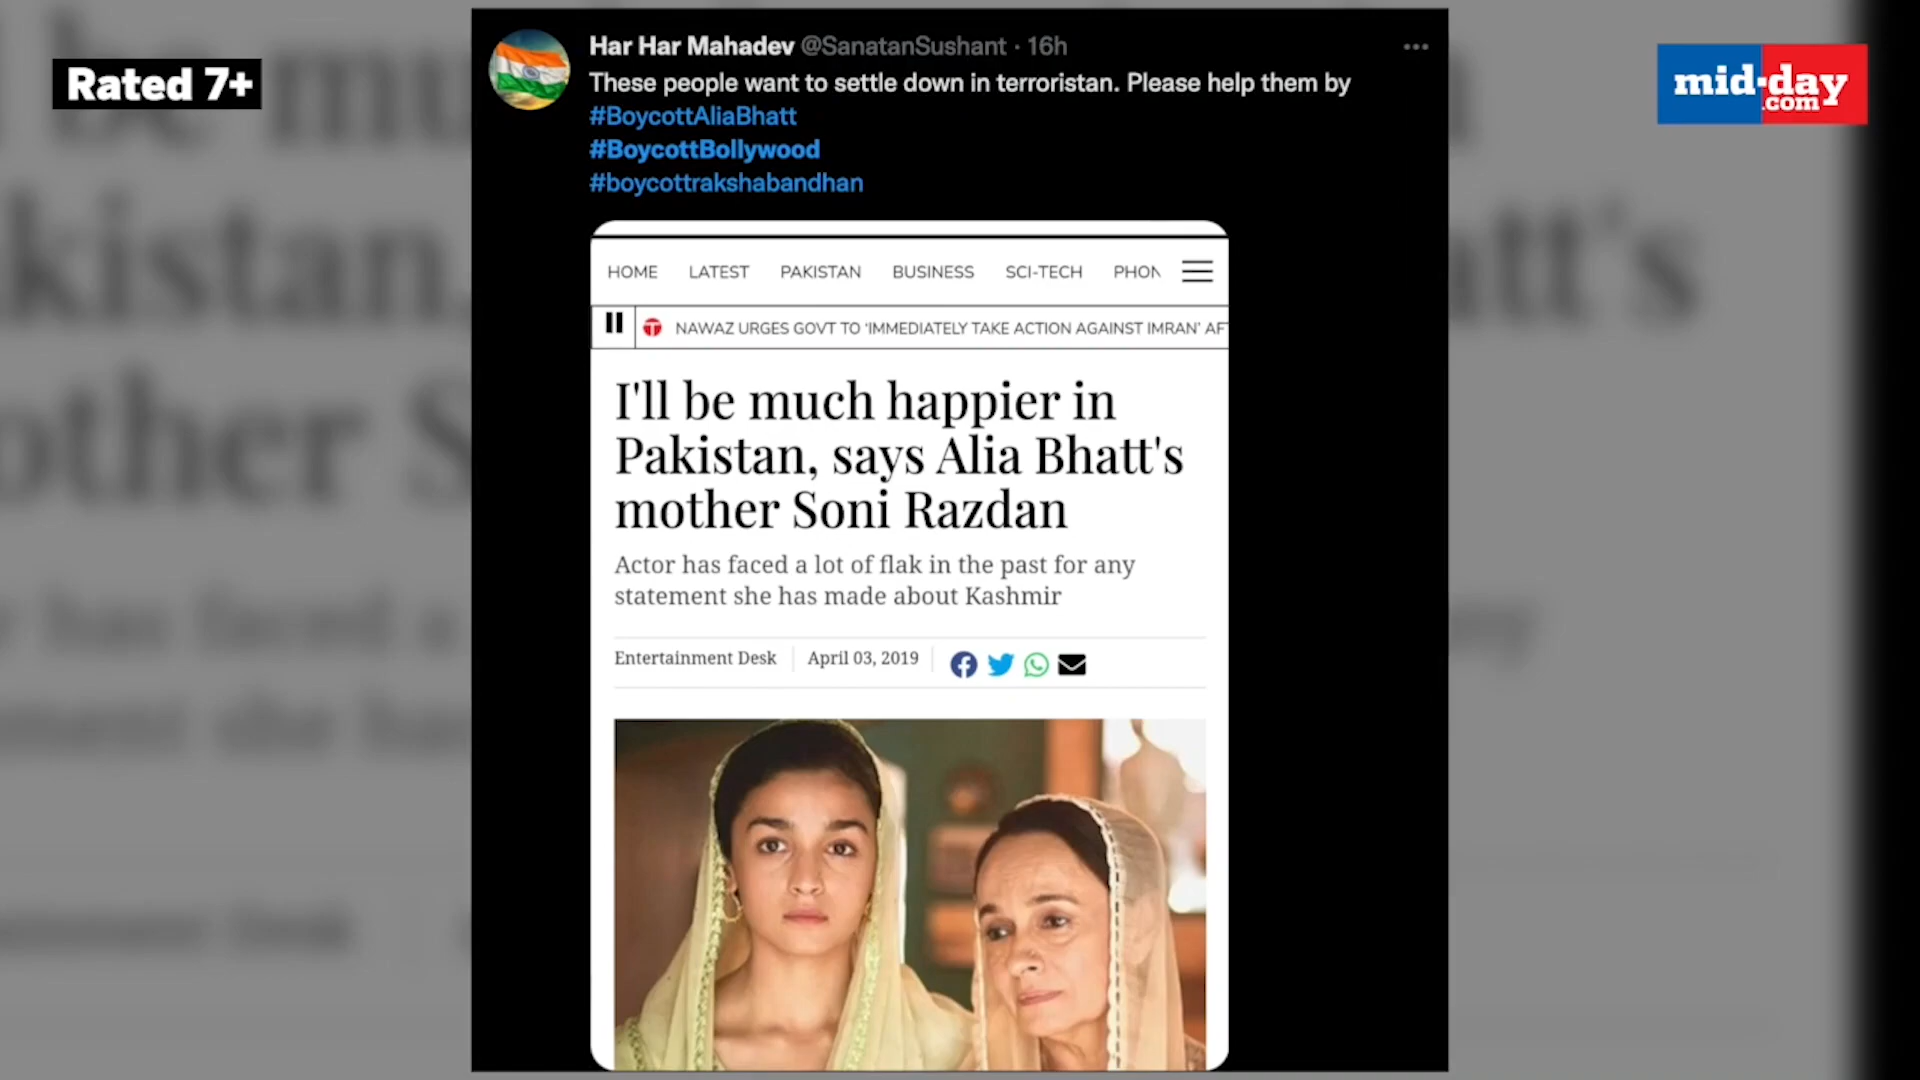 Rated 7+
mid-day
.com
Har Har Mahadev @SanatanSushant · 16h
These people want to settle down in terroristan. Please help them by
#BoycottAliaBhatt
#BoycottBollywood
#boycottrakshabandhan
HOME LATEST PAKISTAN BUSINESS SCI-TECH PHON
T NAWAZ URGES GOVT TO 'IMMEDIATELY TAKE ACTION AGAINST IMRAN' AFT
I'll be much happier in
Pakistan, says Alia Bhatt's
mother Soni Razdan
Actor has faced a lot of flak in the past for any
statement she has made about Kashmir
Entertainment Desk April 03, 2019